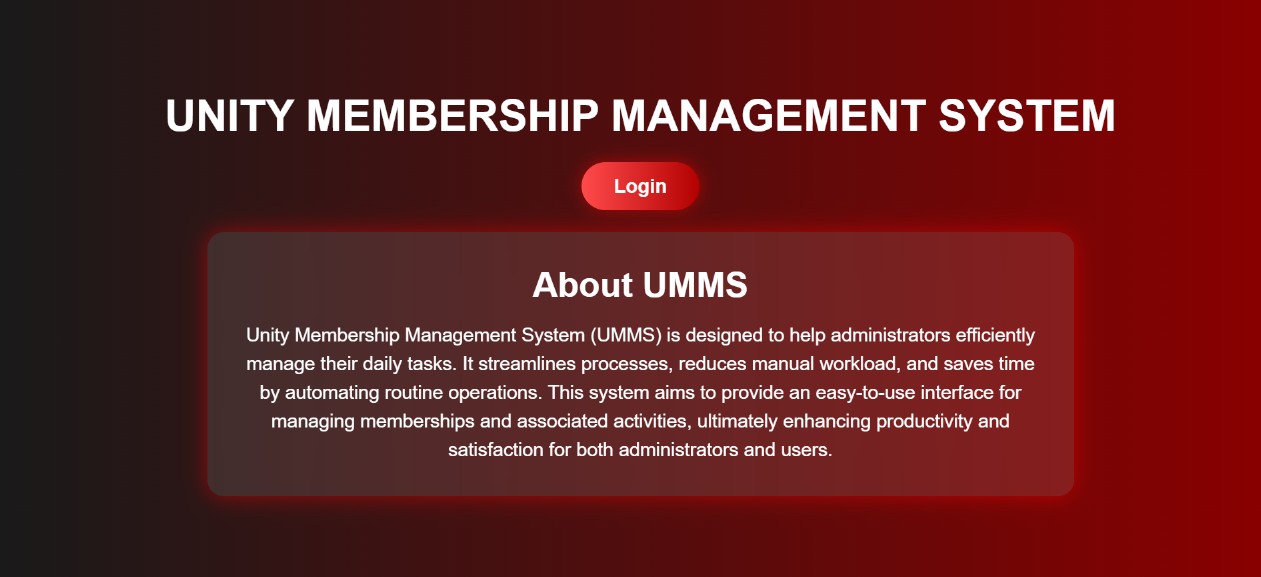 UNITY MEMBERSHIP MANAGEMENT SYSTEM
Login
About UMMS
Unity Membership Management System (UMMS) is designed to help administrators efficiently
manage their daily tasks. It streamlines processes, reduces manual workload, and saves time
by automating routine operations. This system aims to provide an easy-to-use interface for
managing memberships and associated activities, ultimately enhancing productivity and
satisfaction for both administrators and users.